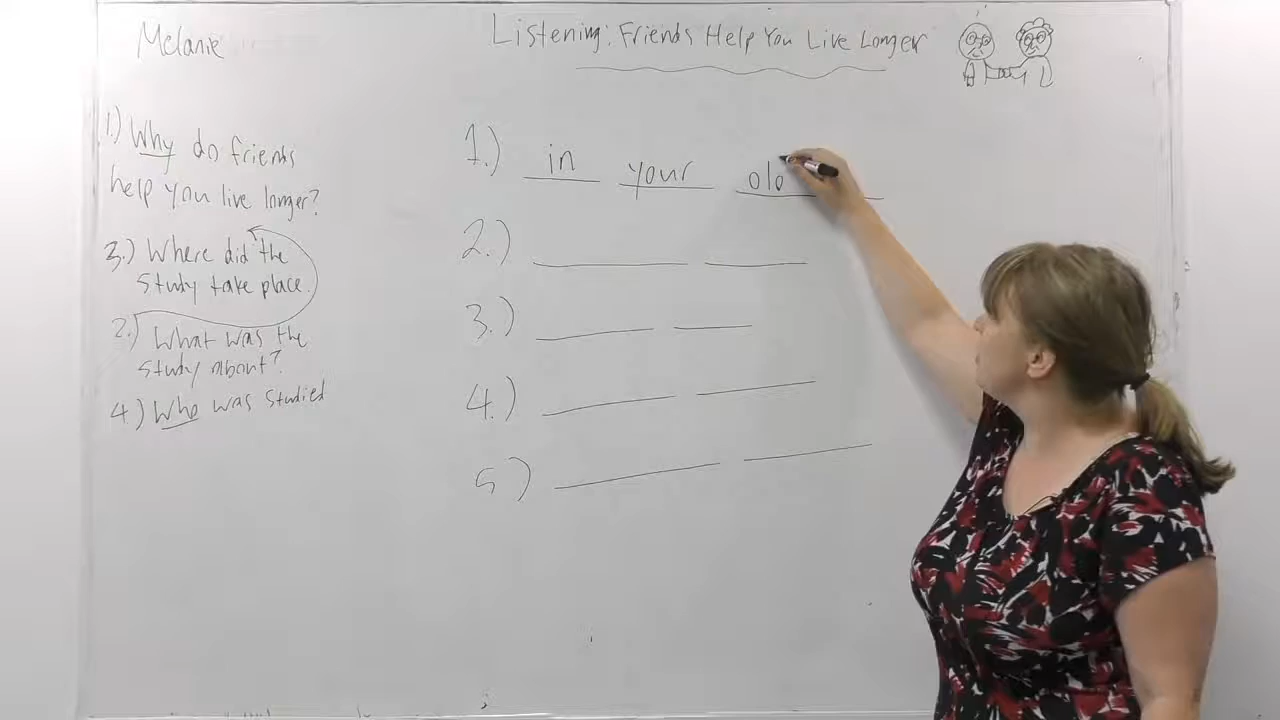 Melanie
Listening: Friends Help You Live Longer
1.) Why do friends
help you live longer?
3.) Where did the
study take place.
2.) What was the
study about?
4.) Who was studied
1.) in your olo
2.)
3.)
4.)
5.)